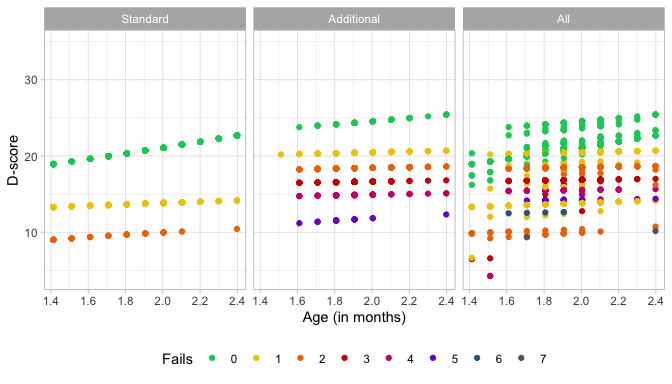 Standard Additional All
30
20
10
D-score
1.4 1.6 1.8 2.0 2.2 2.4 1.4 1.6 1.8 2.0 2.2 2.4 1.4 1.6 1.8 2.0 2.2 2.4
Age (in months)
Fails 0 1 2 3 4 5 6 7